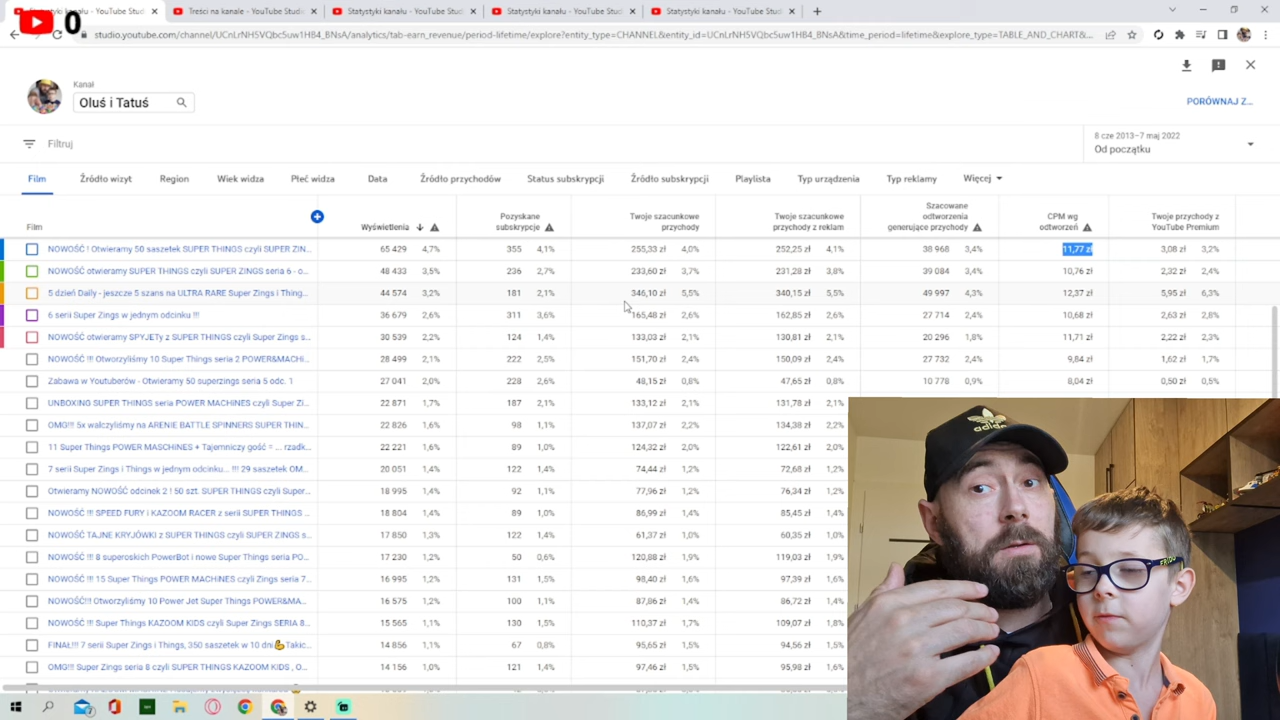 Statystyki kanału - YouTube Studi
Treści na kanale - YouTube Studio
Statystyki kanału - YouTube Studi
Statystyki kanału - YouTube Studi
Statystyki kanału - YouTube Studi
0
studio.youtube.com/channel/UCnLrNH5VQbc5uw1HB4_BNsA/analytics/tab-earn_revenue/period-lifetime/explore?entity_type=CHANNEL&entity_id=UCnLrNH5VQbc5uw1HB4_BNsA&time_period=lifetime&explore_type=TABLE_AND_CHART&...
Kanał
Oluś i Tatuś
PORÓWNAJ Z...
Filtruj
8 cze 2013–7 maj 2022
Od początku
Film Źródło wizyt Region Wiek widza Płeć widza Data Źródło przychodów Status subskrypcji Źródło subskrypcji Playlista Typ urządzenia Typ reklamy Więcej
Film
Wyświetlenia
Pozyskane subskrypcje
Twoje szacunkowe przychody
Twoje szacunkowe przychody z reklam
Szacowane odtworzenia generujące przychody
CPM wg odtworzeń
Twoje przychody z YouTube Premium
NOWOŚĆ ! Otwieramy 50 saszetek SUPER THINGS czyli SUPER ZIN... 65 429 4,7% 355 4,1% 255,33 zł 4,0% 252,25 zł 4,1% 38 968 3,4% 11,77 zł 3,08 zł 3,2%
NOWOŚĆ otwieramy SUPER THINGS czyli SUPER ZINGS seria 6 - o... 48 433 3,5% 236 2,7% 233,60 zł 3,7% 231,28 zł 3,8% 39 084 3,4% 10,76 zł 2,32 zł 2,4%
5 dzień Daily - jeszcze 5 szans na ULTRA RARE Super Zings i Thing... 44 574 3,2% 181 2,1% 346,10 zł 5,5% 340,15 zł 5,5% 49 997 4,3% 12,37 zł 5,95 zł 6,3%
6 serii Super Zings w jednym odcinku !!! 36 679 2,6% 311 3,6% 165,48 zł 2,6% 162,85 zł 2,6% 27 714 2,4% 10,68 zł 2,63 zł 2,8%
NOWOŚĆ otwieramy SPYJETy z SUPER THINGS czyli Super Zings s... 30 539 2,2% 124 1,4% 133,03 zł 2,1% 130,81 zł 2,1% 20 296 1,8% 11,71 zł 2,22 zł 2,3%
NOWOŚĆ !!! Otworzyliśmy 10 Super Things seria 2 POWER&MACHi... 28 499 2,1% 222 2,5% 151,70 zł 2,4% 150,09 zł 2,4% 27 732 2,4% 9,84 zł 1,62 zł 1,7%
Zabawa w Youtuberów - Otwieramy 50 superzings seria 5 odc. 1 27 041 2,0% 228 2,6% 48,15 zł 0,8% 47,65 zł 0,8% 10 778 0,9% 8,04 zł 0,50 zł 0,5%
UNBOXING SUPER THINGS seria POWER MACHiNES czyli Super Zi... 22 871 1,7% 187 2,1% 133,12 zł 2,1% 131,78 zł 2,1%
OMG!!! 5x walczyliśmy na ARENIE BATTLE SPINNERS SUPER THIN... 22 826 1,6% 98 1,1% 137,07 zł 2,2% 134,38 zł 2,2%
11 Super Things POWER MASCHiNES + Tajemniczy gość = ... rzadk... 22 221 1,6% 89 1,0% 124,32 zł 2,0% 122,61 zł 2,0%
7 serii Super Zings i Things w jednym odcinku... !!! 29 saszetek OM... 20 051 1,4% 122 1,4% 74,44 zł 1,2% 72,68 zł 1,2%
Otwieramy NOWOŚĆ odcinek 2 ! 50 szt. SUPER THINGS czyli Super... 18 995 1,4% 92 1,1% 77,96 zł 1,2% 76,34 zł 1,2%
NOWOŚĆ !!! SPEED FURY i KAZOOM RACER z serii SUPER THINGS ... 18 804 1,4% 89 1,0% 86,99 zł 1,4% 85,45 zł 1,4%
NOWOŚĆ TAJNE KRYJÓWKI z SUPER THINGS czyli SUPER ZINGS s... 17 850 1,3% 122 1,4% 61,37 zł 1,0% 60,35 zł 1,0%
NOWOŚĆ !!! 8 superoskich PowerBot i nowe Super Things seria PO... 17 230 1,2% 50 0,6% 120,88 zł 1,9% 119,03 zł 1,9%
NOWOŚĆ !!! 15 Super Things POWER MACHiNES czyli Zings seria 7... 16 995 1,2% 131 1,5% 98,40 zł 1,6% 97,39 zł 1,6%
NOWOŚĆ!!! Otworzyliśmy 10 Power Jet Super Things POWER&MA... 16 575 1,2% 100 1,1% 87,86 zł 1,4% 86,72 zł 1,4%
NOWOŚĆ !!! Super Things KAZOOM KIDS czyli Super Zings SERIA 8... 15 565 1,1% 130 1,5% 110,37 zł 1,7% 109,07 zł 1,8%
FINAŁ!!! 7 serii Super Zings i Things, 350 saszetek w 10 dni💪Takic... 14 856 1,1% 67 0,8% 95,65 zł 1,5% 94,56 zł 1,5%
OMG!!! Super Zings seria 8 czyli SUPER THINGS KAZOOM KIDS , O... 14 156 1,0% 121 1,4% 97,46 zł 1,5% 95,98 zł 1,6%
adidas